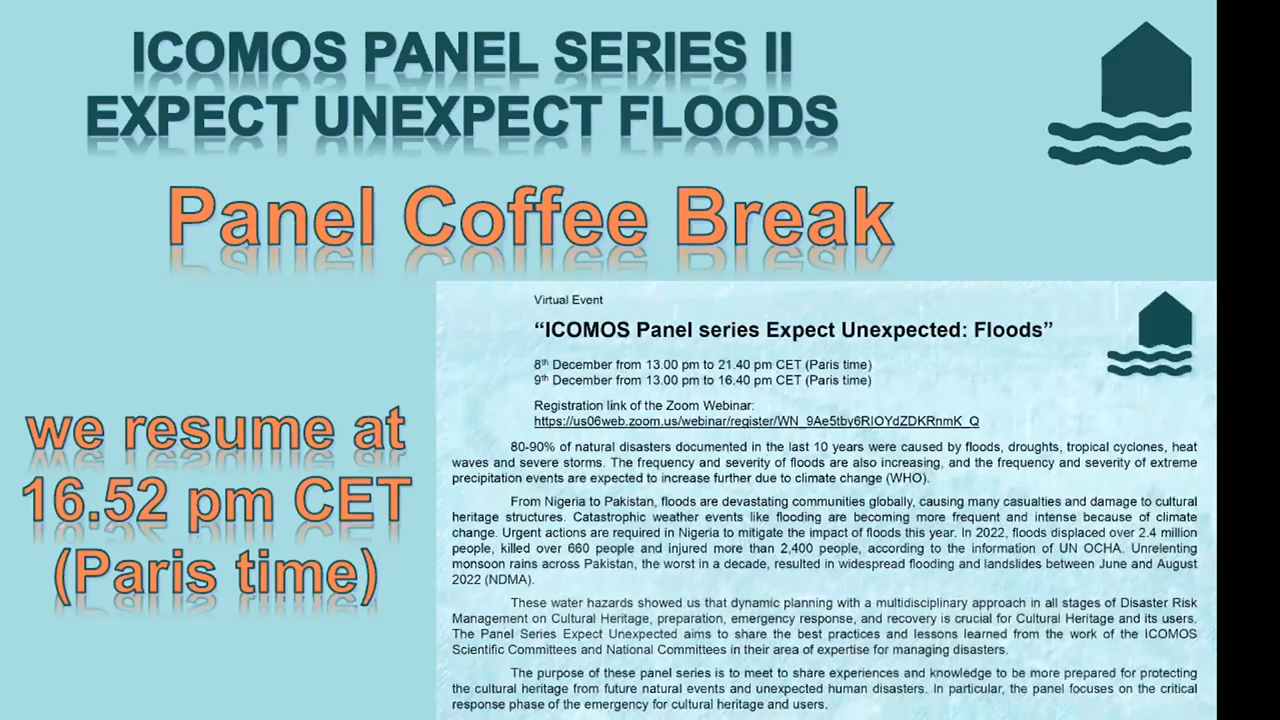 ICOMOS PANEL SERIES II
EXPECT UNEXPECT FLOODS
Panel Coffee Break
we resume at
16.52 pm CET
(Paris time)
Virtual Event
“ICOMOS Panel series Expect Unexpected: Floods”
8th December from 13.00 pm to 21.40 pm CET (Paris time)
9th December from 13.00 pm to 16.40 pm CET (Paris time)
Registration link of the Zoom Webinar:
https://us06web.zoom.us/webinar/register/WN_9Ae5tby6RIOYdZDKRnmK_Q
80-90% of natural disasters documented in the last 10 years were caused by floods, droughts, tropical cyclones, heat
waves and severe storms. The frequency and severity of floods are also increasing, and the frequency and severity of extreme
precipitation events are expected to increase further due to climate change (WHO).
From Nigeria to Pakistan, floods are devastating communities globally, causing many casualties and damage to cultural
heritage structures. Catastrophic weather events like flooding are becoming more frequent and intense because of climate
change. Urgent actions are required in Nigeria to mitigate the impact of floods this year. In 2022, floods displaced over 2.4 million
people, killed over 660 people and injured more than 2,400 people, according to the information of UN OCHA. Unrelenting
monsoon rains across Pakistan, the worst in a decade, resulted in widespread flooding and landslides between June and August
2022 (NDMA).
These water hazards showed us that dynamic planning with a multidisciplinary approach in all stages of Disaster Risk
Management on Cultural Heritage, preparation, emergency response, and recovery is crucial for Cultural Heritage and its users.
The Panel Series Expect Unexpected aims to share the best practices and lessons learned from the work of the ICOMOS
Scientific Committees and National Committees in their area of expertise for managing disasters.
The purpose of these panel series is to meet to share experiences and knowledge to be more prepared for protecting
the cultural heritage from future natural events and unexpected human disasters. In particular, the panel focuses on the critical
response phase of the emergency for cultural heritage and users.